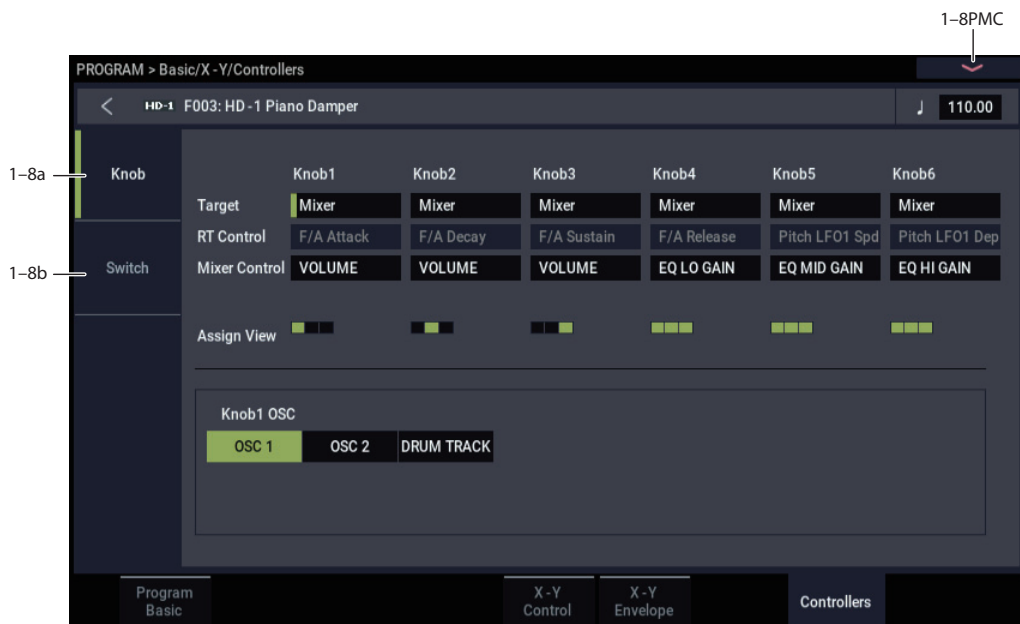 1–8PMC
PROGRAM > Basic/X-Y/Controllers
HD-1 F003: HD-1 Piano Damper ♩ 110.00
1–8a
Knob
Knob1 Knob2 Knob3 Knob4 Knob5 Knob6
Target Mixer Mixer Mixer Mixer Mixer Mixer
RT Control F/A Attack F/A Decay F/A Sustain F/A Release Pitch LFO1 Spd Pitch LFO1 Dep
1–8b
Switch
Mixer Control VOLUME VOLUME VOLUME EQ LO GAIN EQ MID GAIN EQ HI GAIN
Assign View
Knob1 OSC
OSC 1 OSC 2 DRUM TRACK
Program
Basic
X-Y
Control
X-Y
Envelope
Controllers